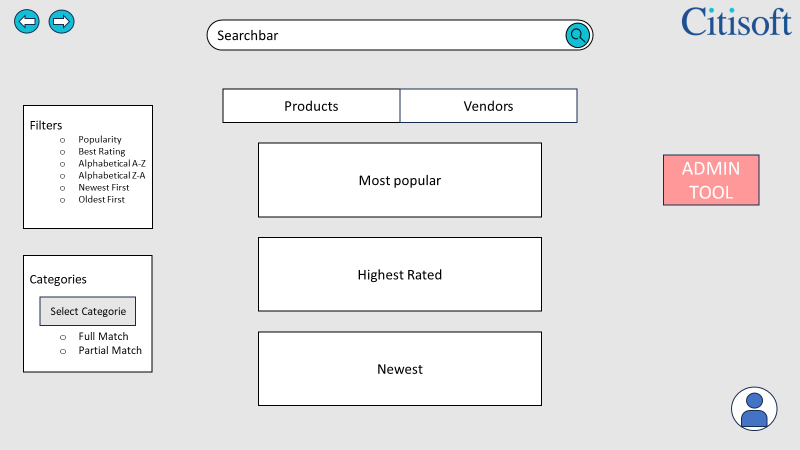 Searchbar
Citisoft
Products
Vendors
Filters
o Popularity
o Best Rating
o Alphabetical A-Z
o Alphabetical Z-A
o Newest First
o Oldest First
Most popular
ADMIN
TOOL
Highest Rated
Categories
Select Categorie
o Full Match
o Partial Match
Newest